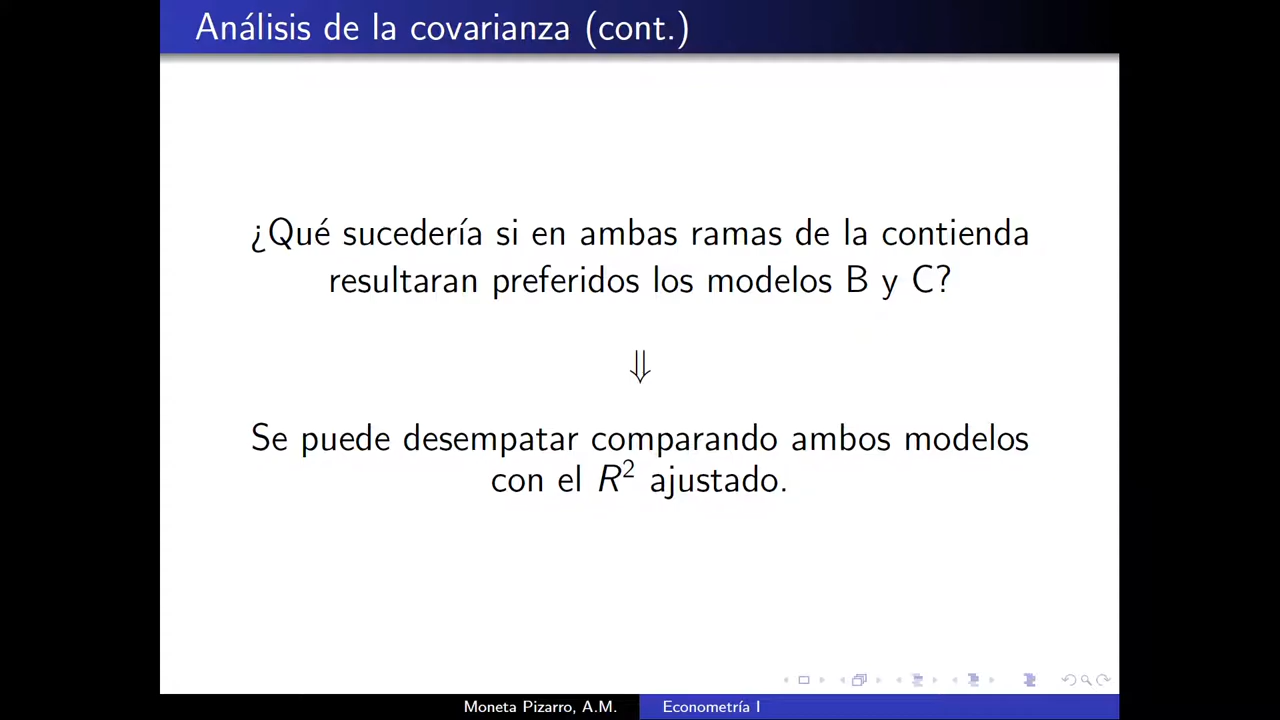 Análisis de la covarianza (cont.)
¿Qué sucedería si en ambas ramas de la contienda
resultaran preferidos los modelos B y C?
⇓
Se puede desempatar comparando ambos modelos
con el R² ajustado.
Moneta Pizarro, A.M. Econometría I